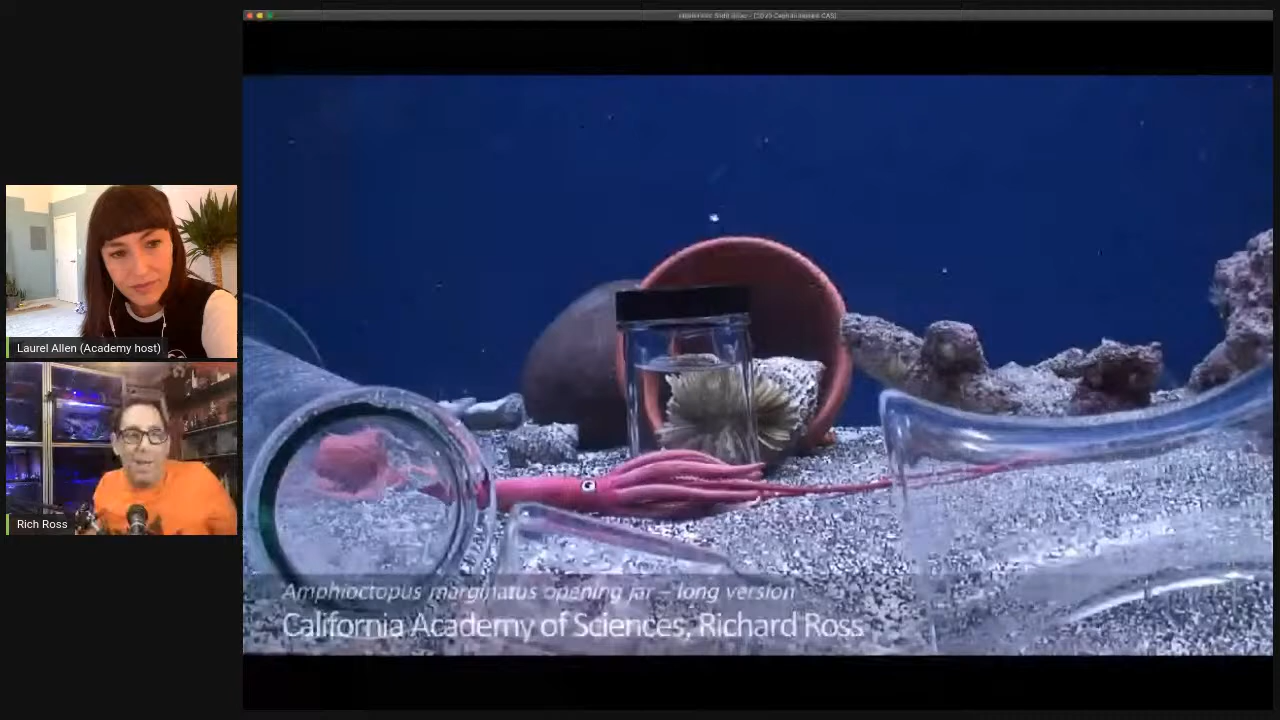 Laurel Allen (Academy host)
Rich Ross
Amphioctopus marginatus opening jar – long version
California Academy of Sciences, Richard Ross